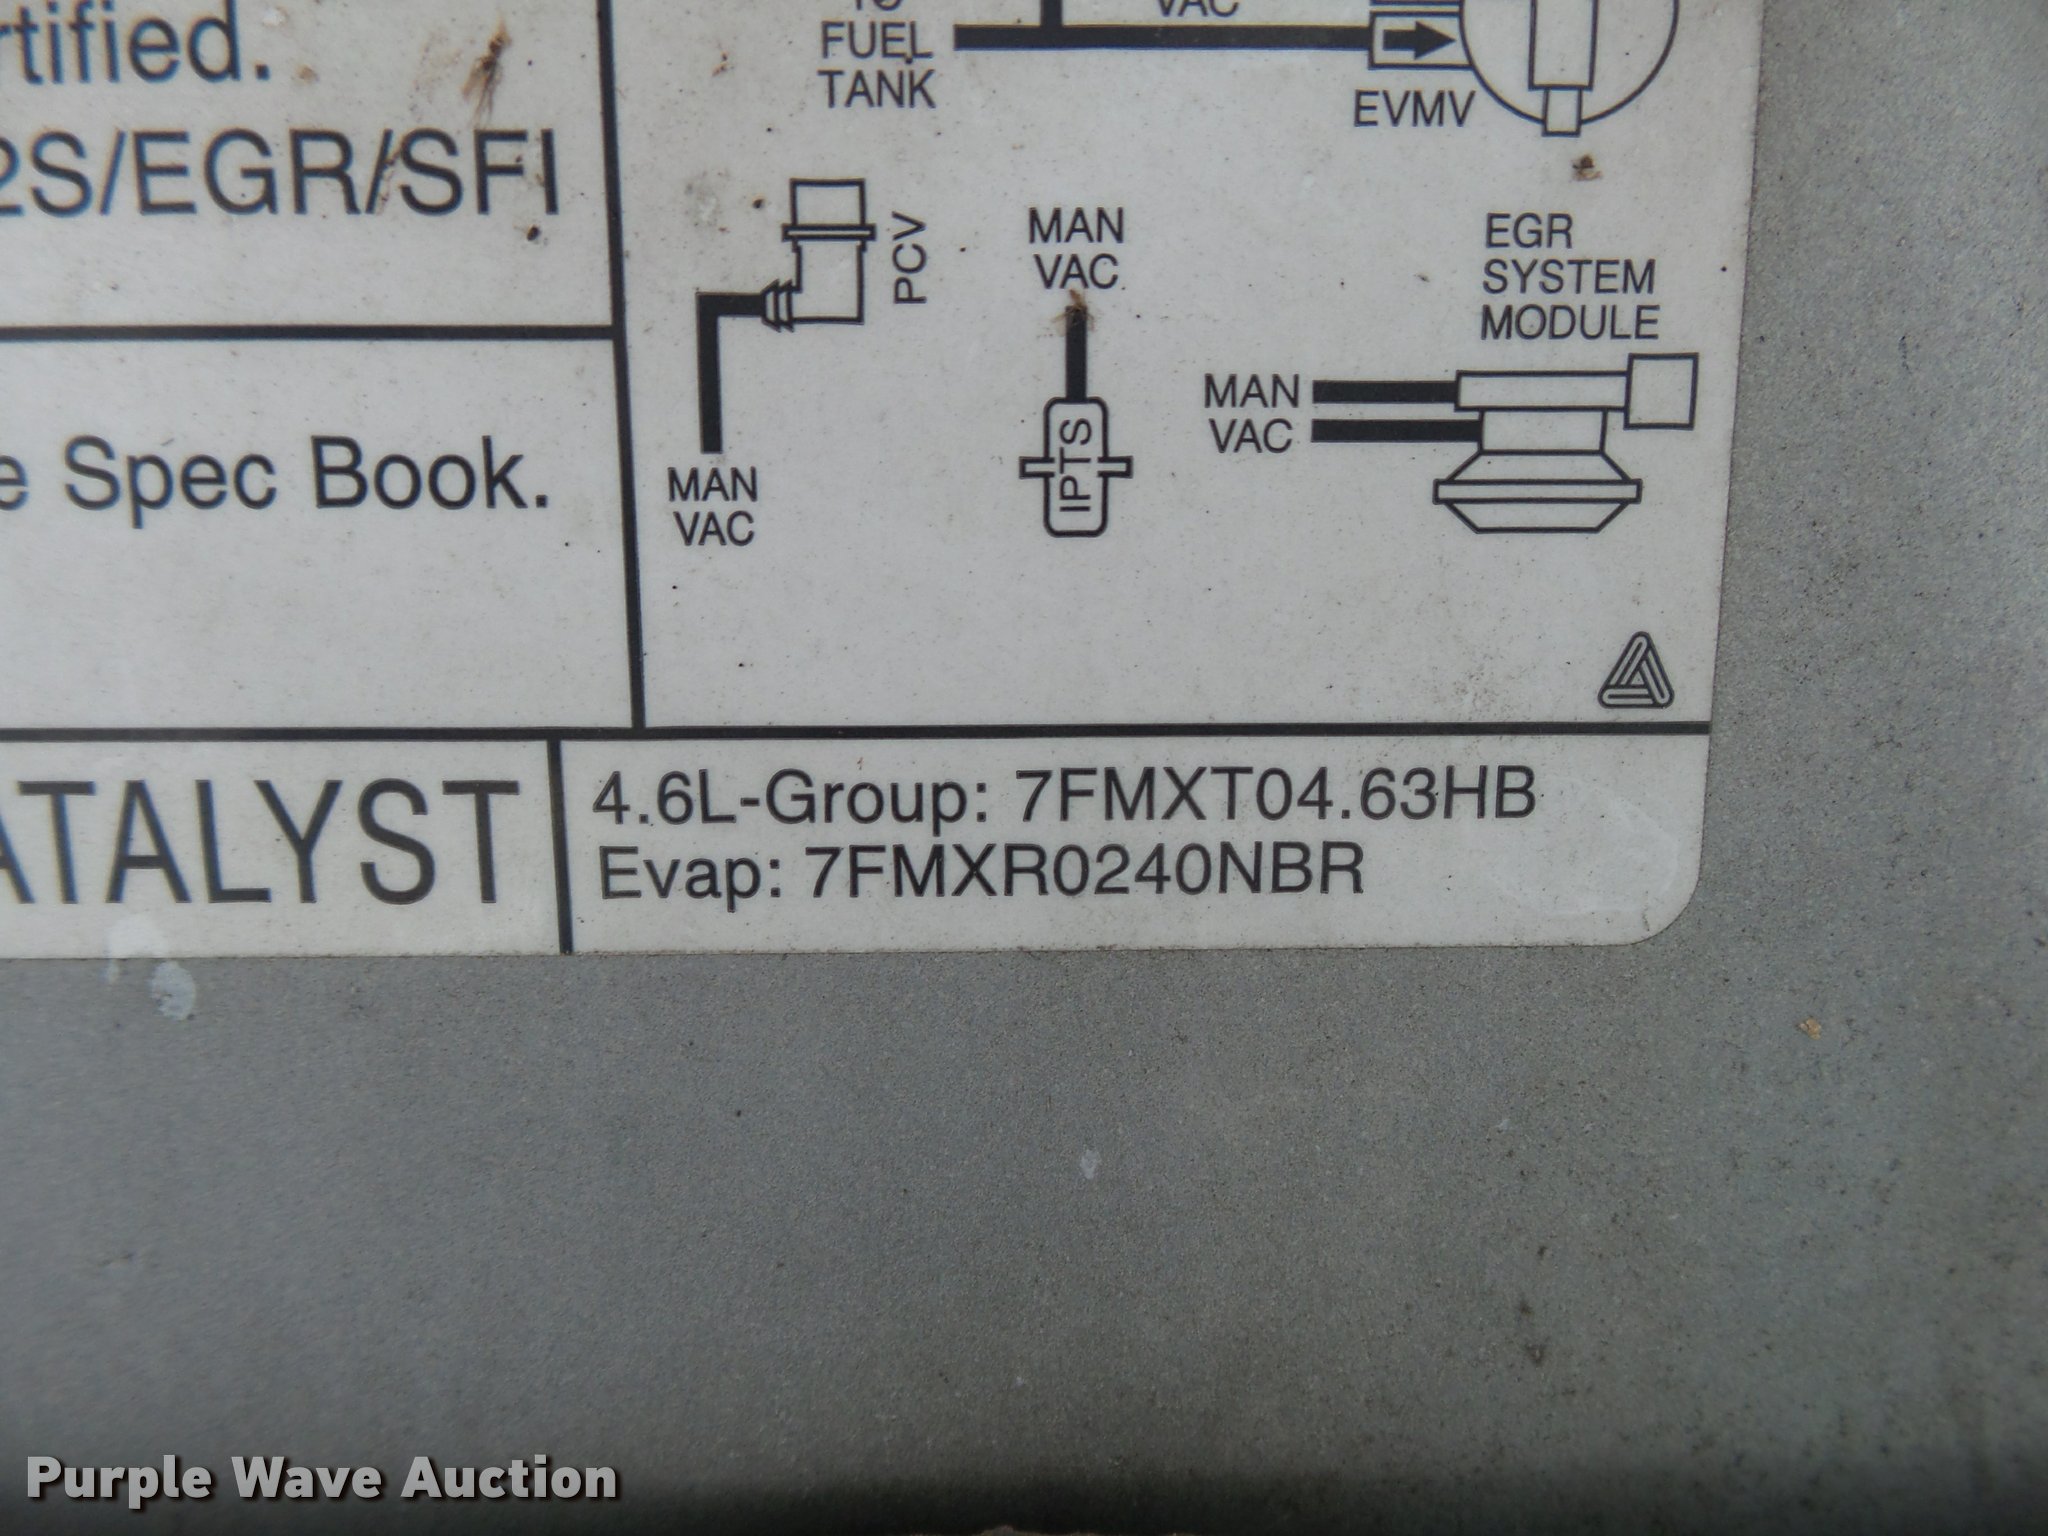 rtified.
2S/EGR/SFI
e Spec Book.
ATALYST
VAC
FUEL
TANK
EVMV
PCV
MAN
VAC
MAN
VAC
IPTS
EGR
SYSTEM
MODULE
MAN
VAC
4.6L-Group: 7FMXT04.63HB
Evap: 7FMXR0240NBR
Purple Wave Auction